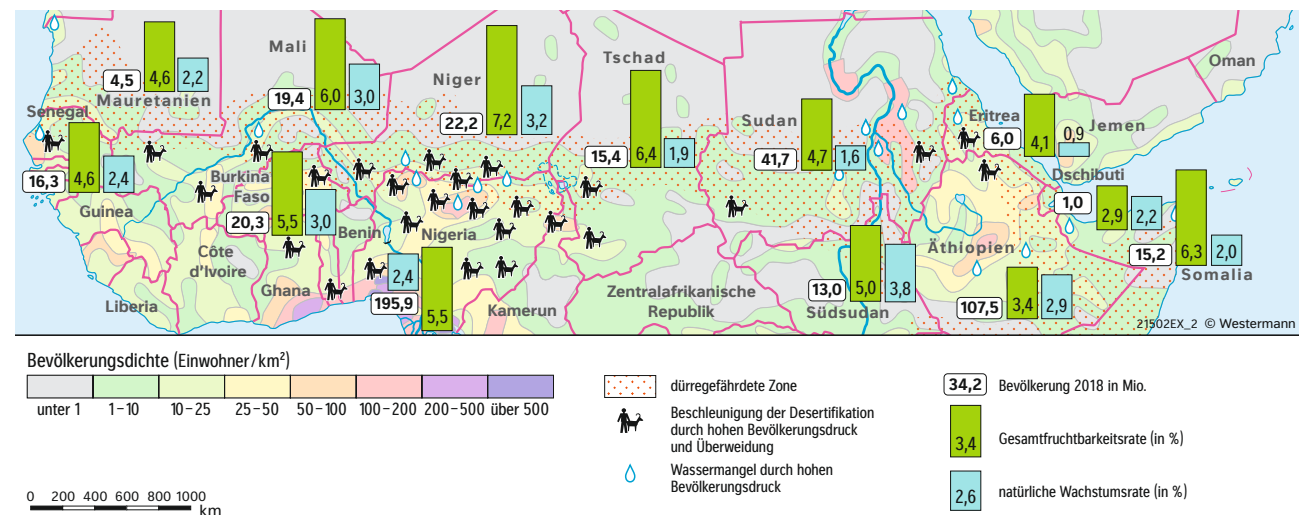 Mali
Niger
Tschad
Oman
4,5
4,6
2,2
Mauretanien
19,4
6,0
3,0
22,2
7,2
3,2
15,4
6,4
1,9
Sudan
41,7
4,7
1,6
Eritrea
6,0
4,1
0,9
Jemen
Senegal
16,3
4,6
2,4
Guinea
Burkina
Faso
20,3
5,5
3,0
Benin
Nigeria
Dschibuti
1,0
2,9
2,2
15,2
6,3
2,0
Somalia
Côte
d'Ivoire
Liberia
Ghana
2,4
195,9
5,5
Kamerun
Zentralafrikanische
Republik
13,0
5,0
3,8
Südsudan
Äthiopien
107,5
3,4
2,9
21502EX_2 © Westermann
Bevölkerungsdichte (Einwohner/km²)
unter 1 1–10 10–25 25–50 50–100 100–200 200–500 über 500
0 200 400 600 800 1000
km
dürregefährdete Zone
Beschleunigung der Desertifikation
durch hohen Bevölkerungsdruck
und Überweidung
Wassermangel durch hohen
Bevölkerungsdruck
34,2 Bevölkerung 2018 in Mio.
3,4 Gesamtfruchtbarkeitsrate (in %)
2,6 natürliche Wachstumsrate (in %)